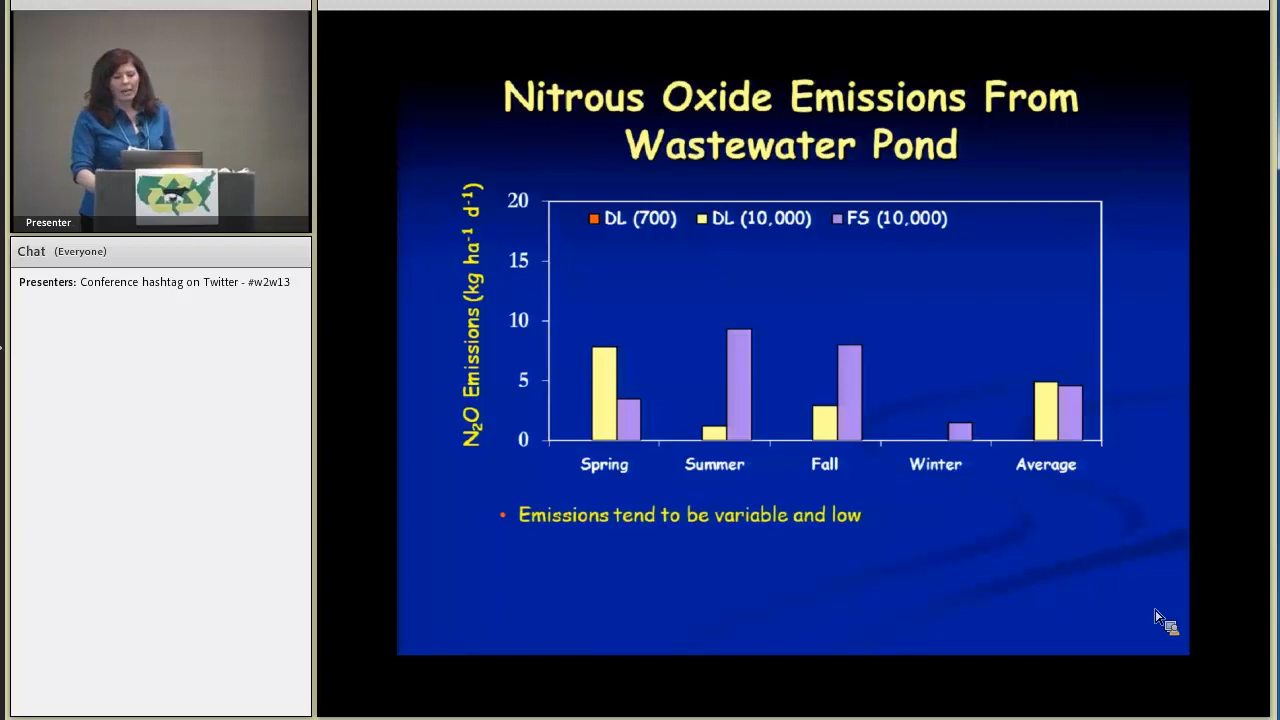 Presenter
Chat (Everyone)
Presenters: Conference hashtag on Twitter - #w2w13
Nitrous Oxide Emissions From
Wastewater Pond
N₂O Emissions (kg ha⁻¹ d⁻¹)
20
15
10
5
0
DL (700) DL (10,000) FS (10,000)
Spring Summer Fall Winter Average
• Emissions tend to be variable and low